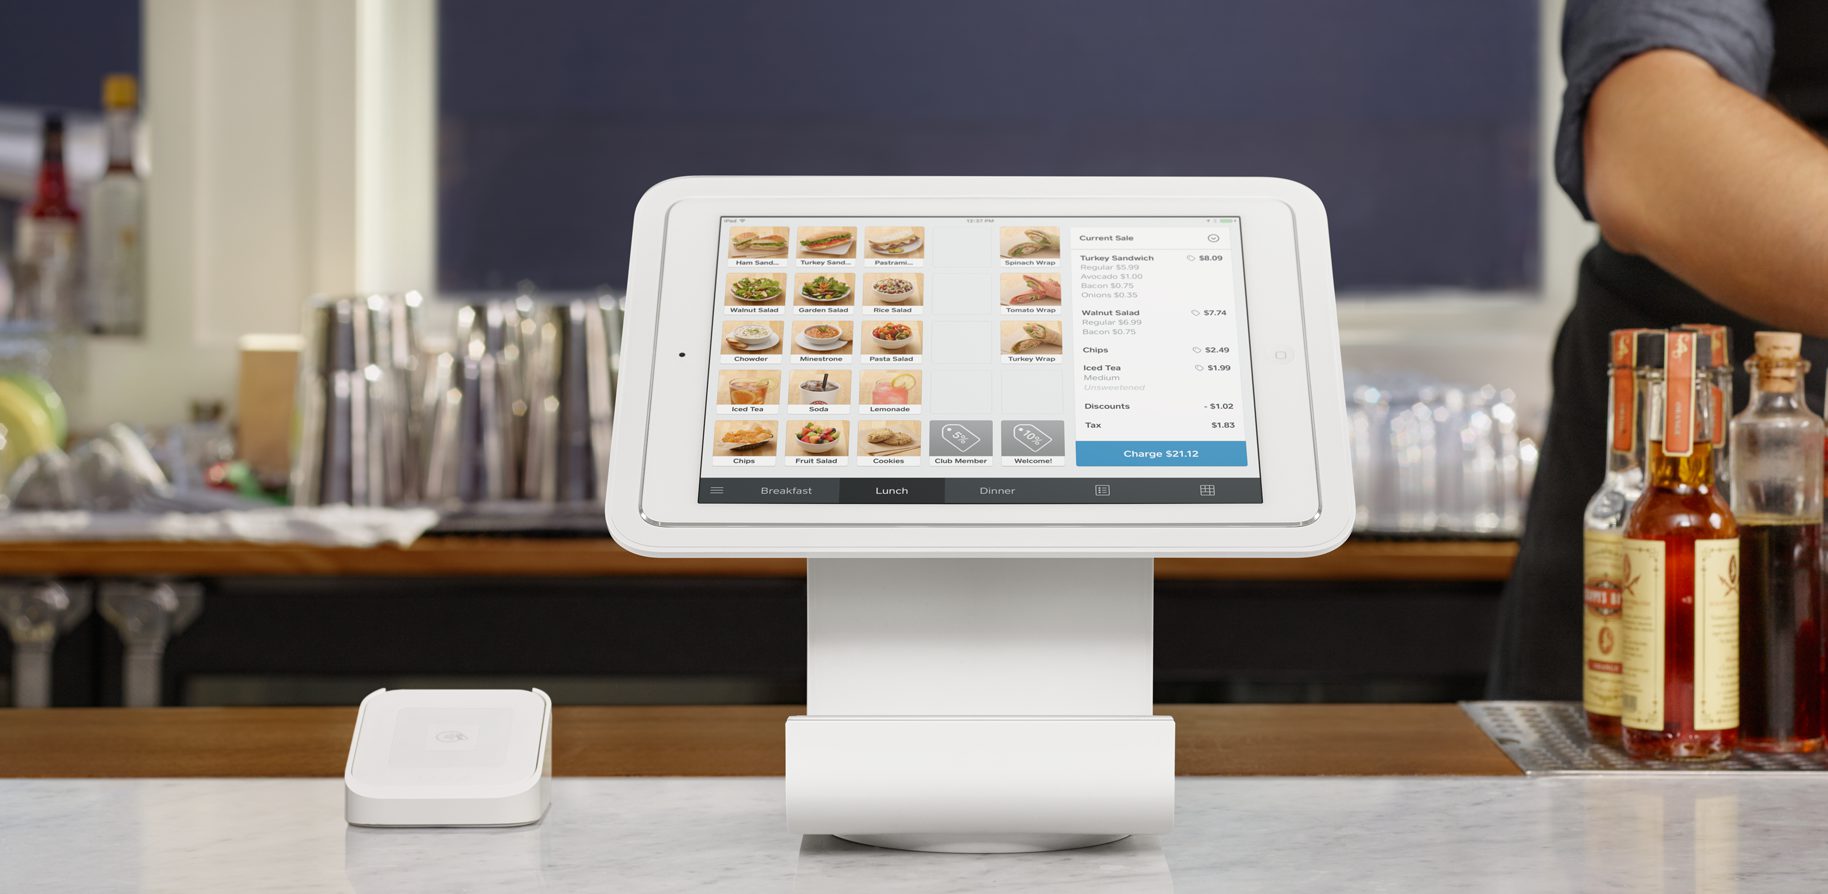 iPad
12:37 PM
Ham Sand...
Turkey Sand...
Pastrami...
Spinach Wrap
Walnut Salad
Garden Salad
Rice Salad
Tomato Wrap
Chowder
Minestrone
Pasta Salad
Turkey Wrap
Iced Tea
Soda
Lemonade
5%
10%
Chips
Fruit Salad
Cookies
Club Member
Welcome!
Current Sale
Turkey Sandwich $8.09
Regular $5.99
Avocado $1.00
Bacon $0.75
Onions $0.35
Walnut Salad $7.74
Regular $6.99
Bacon $0.75
Chips $2.49
Iced Tea $1.99
Medium
Unsweetened
Discounts - $1.02
Tax $1.83
Charge $21.12
Breakfast
Lunch
Dinner